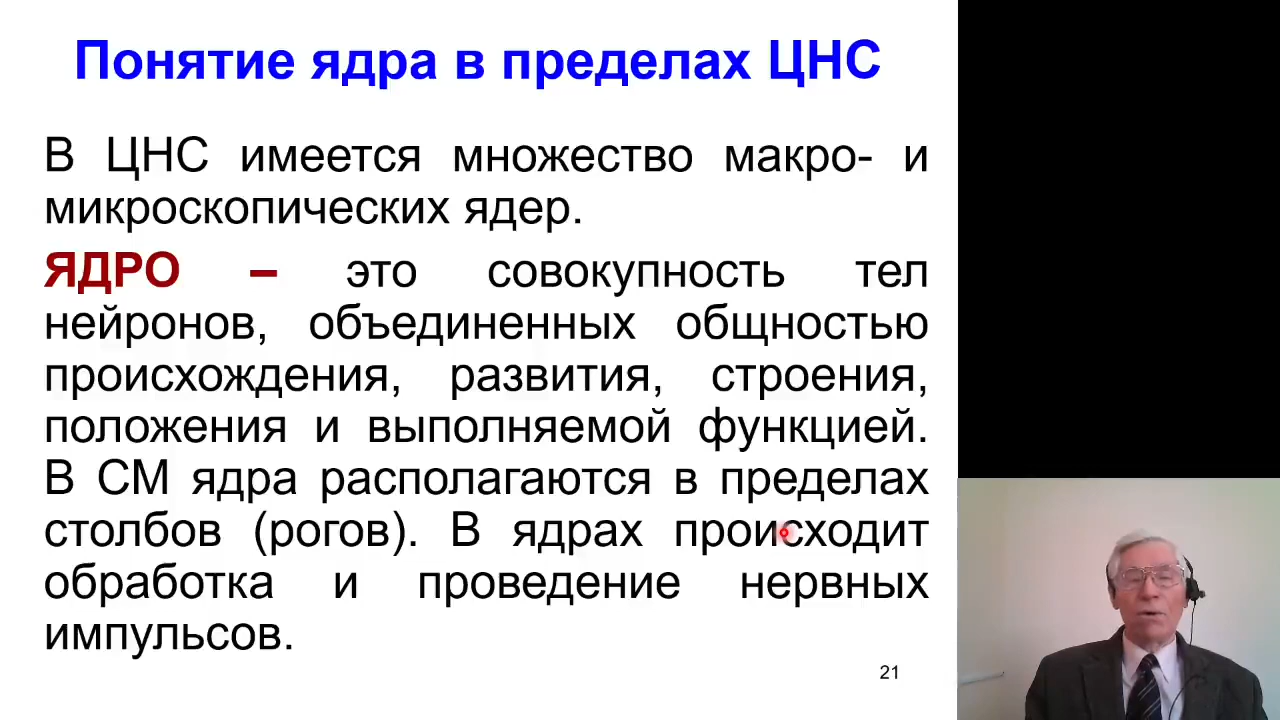 Понятие ядра в пределах ЦНС
В ЦНС имеется множество макро- и
микроскопических ядер.
ЯДРО – это совокупность тел
нейронов, объединенных общностью
происхождения, развития, строения,
положения и выполняемой функцией.
В СМ ядра располагаются в пределах
столбов (рогов). В ядрах происходит
обработка и проведение нервных
импульсов.
21